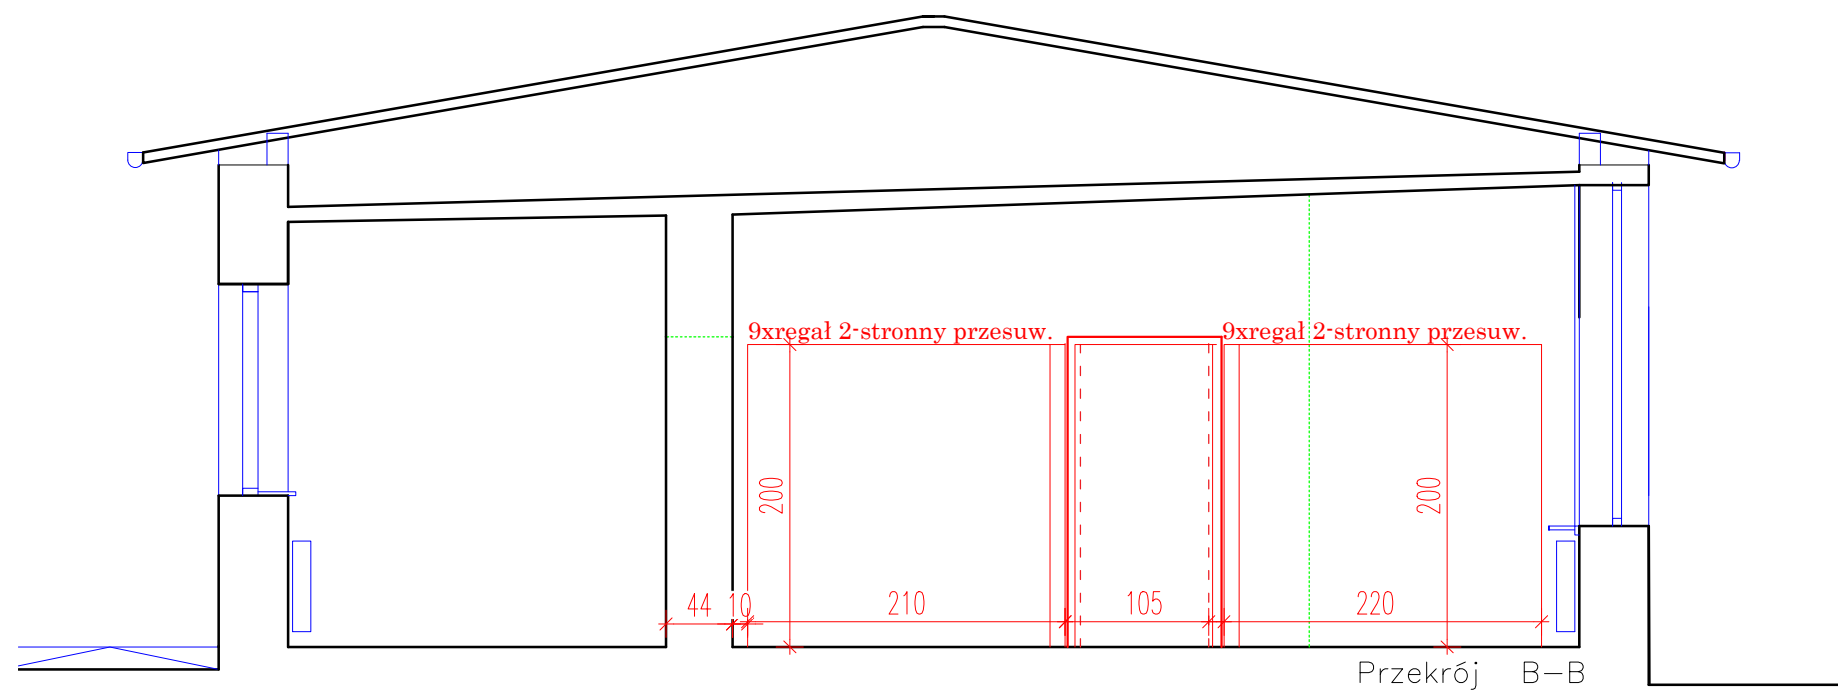 9xregał 2-stronny przesuw. 9xregał 2-stronny przesuw.
200 200
44 10 210 105 220
Przekrój B-B